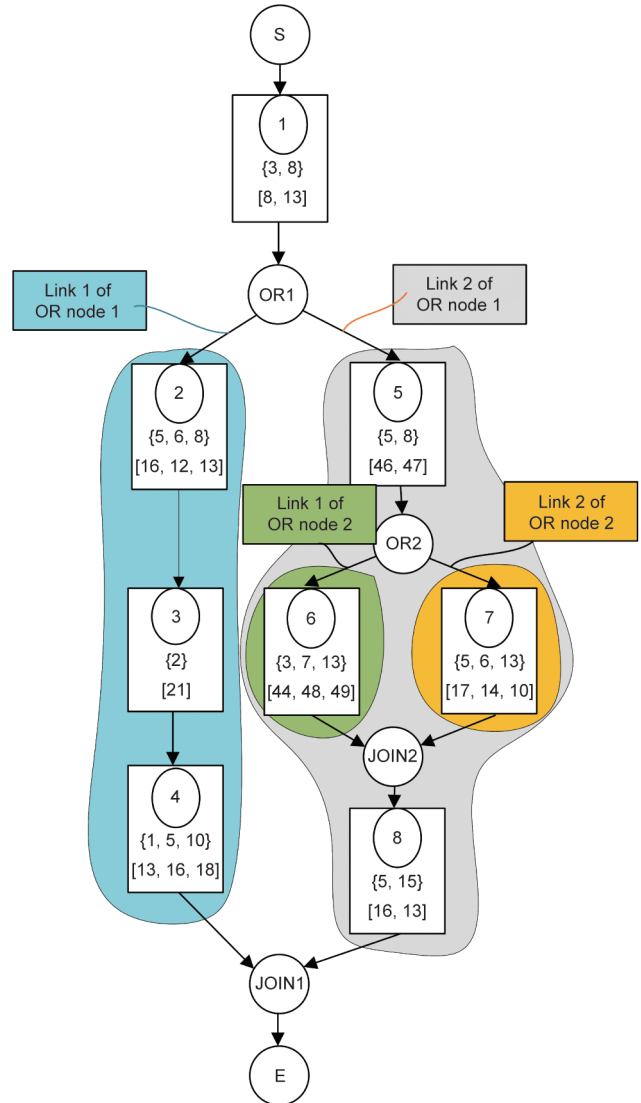 S
1
{3, 8}
[8, 13]
OR1
Link 1 of
OR node 1
Link 2 of
OR node 1
2
{5, 6, 8}
[16, 12, 13]
5
{5, 8}
[46, 47]
Link 1 of
OR node 2
Link 2 of
OR node 2
OR2
3
{2}
[21]
6
{3, 7, 13}
[44, 48, 49]
7
{5, 6, 13}
[17, 14, 10]
JOIN2
4
{1, 5, 10}
[13, 16, 18]
8
{5, 15}
[16, 13]
JOIN1
E